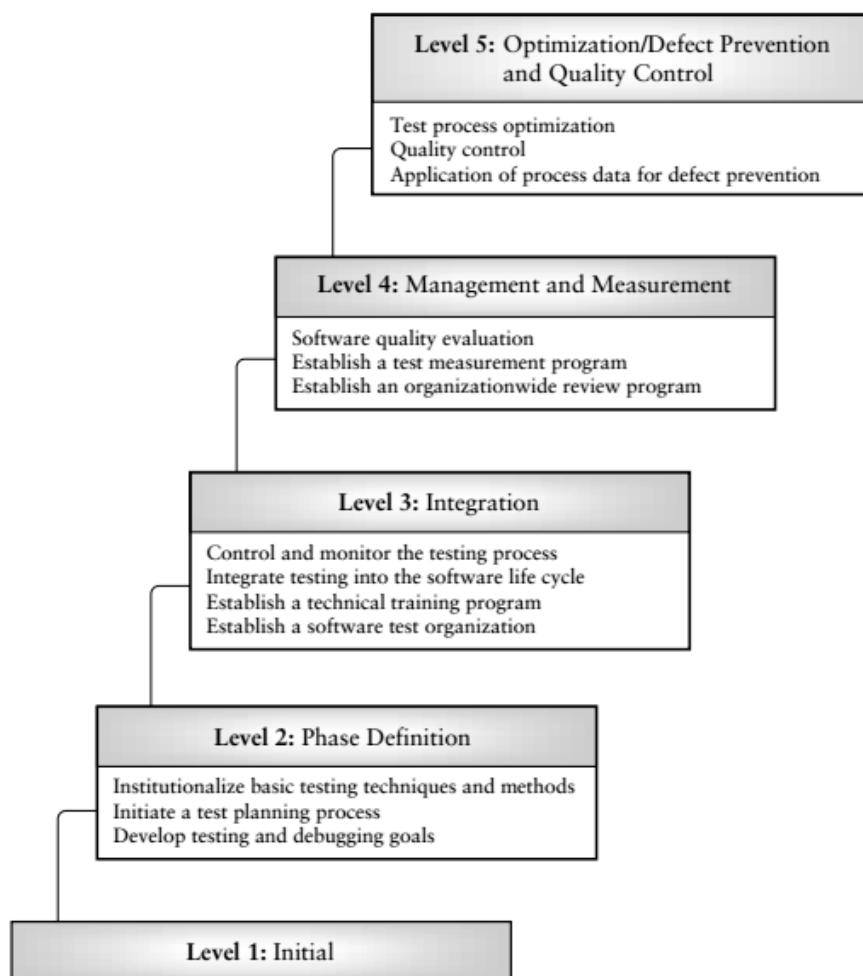 Level 5: Optimization/Defect Prevention
and Quality Control
Test process optimization
Quality control
Application of process data for defect prevention
Level 4: Management and Measurement
Software quality evaluation
Establish a test measurement program
Establish an organizationwide review program
Level 3: Integration
Control and monitor the testing process
Integrate testing into the software life cycle
Establish a technical training program
Establish a software test organization
Level 2: Phase Definition
Institutionalize basic testing techniques and methods
Initiate a test planning process
Develop testing and debugging goals
Level 1: Initial